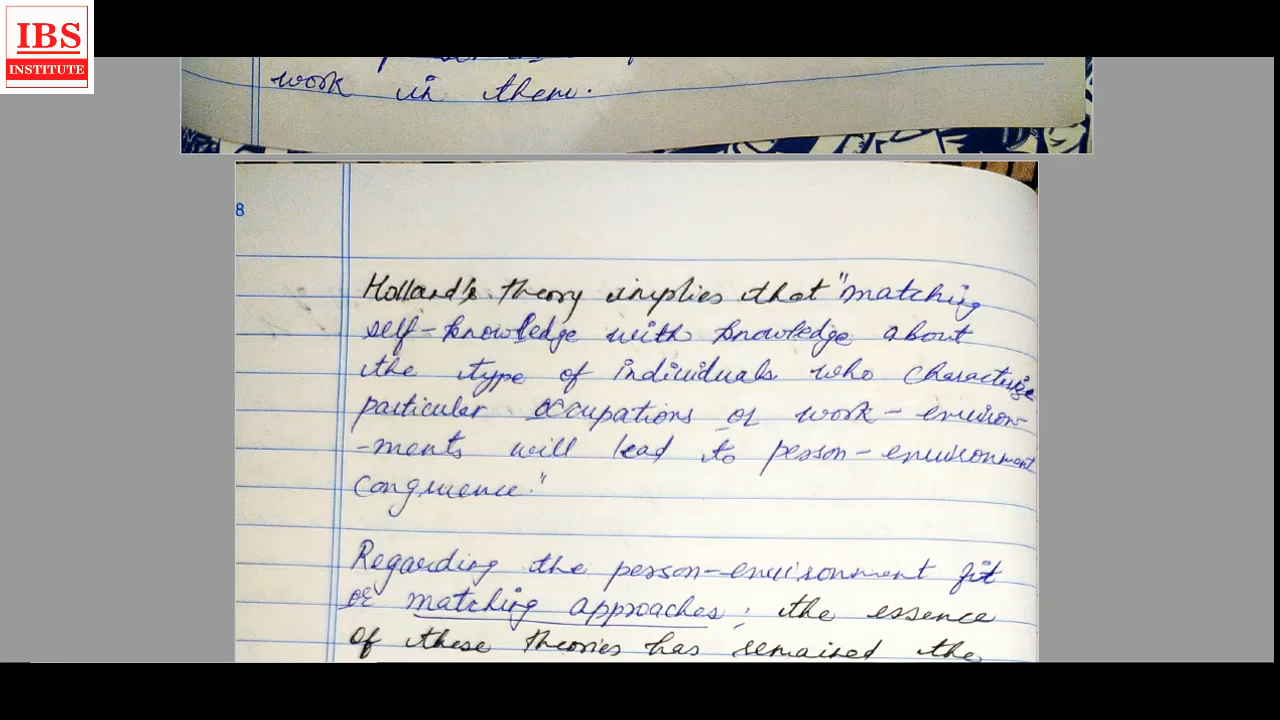 IBS
INSTITUTE
work in them.
8
Holland's theory implies that "matching
self-knowledge with knowledge about
the type of individuals who characterize
particular occupations or work-environ-
-ments will lead to person-environment
congruence."
Regarding the person-environment fit
or matching approaches; the essence
of these theories has remained the